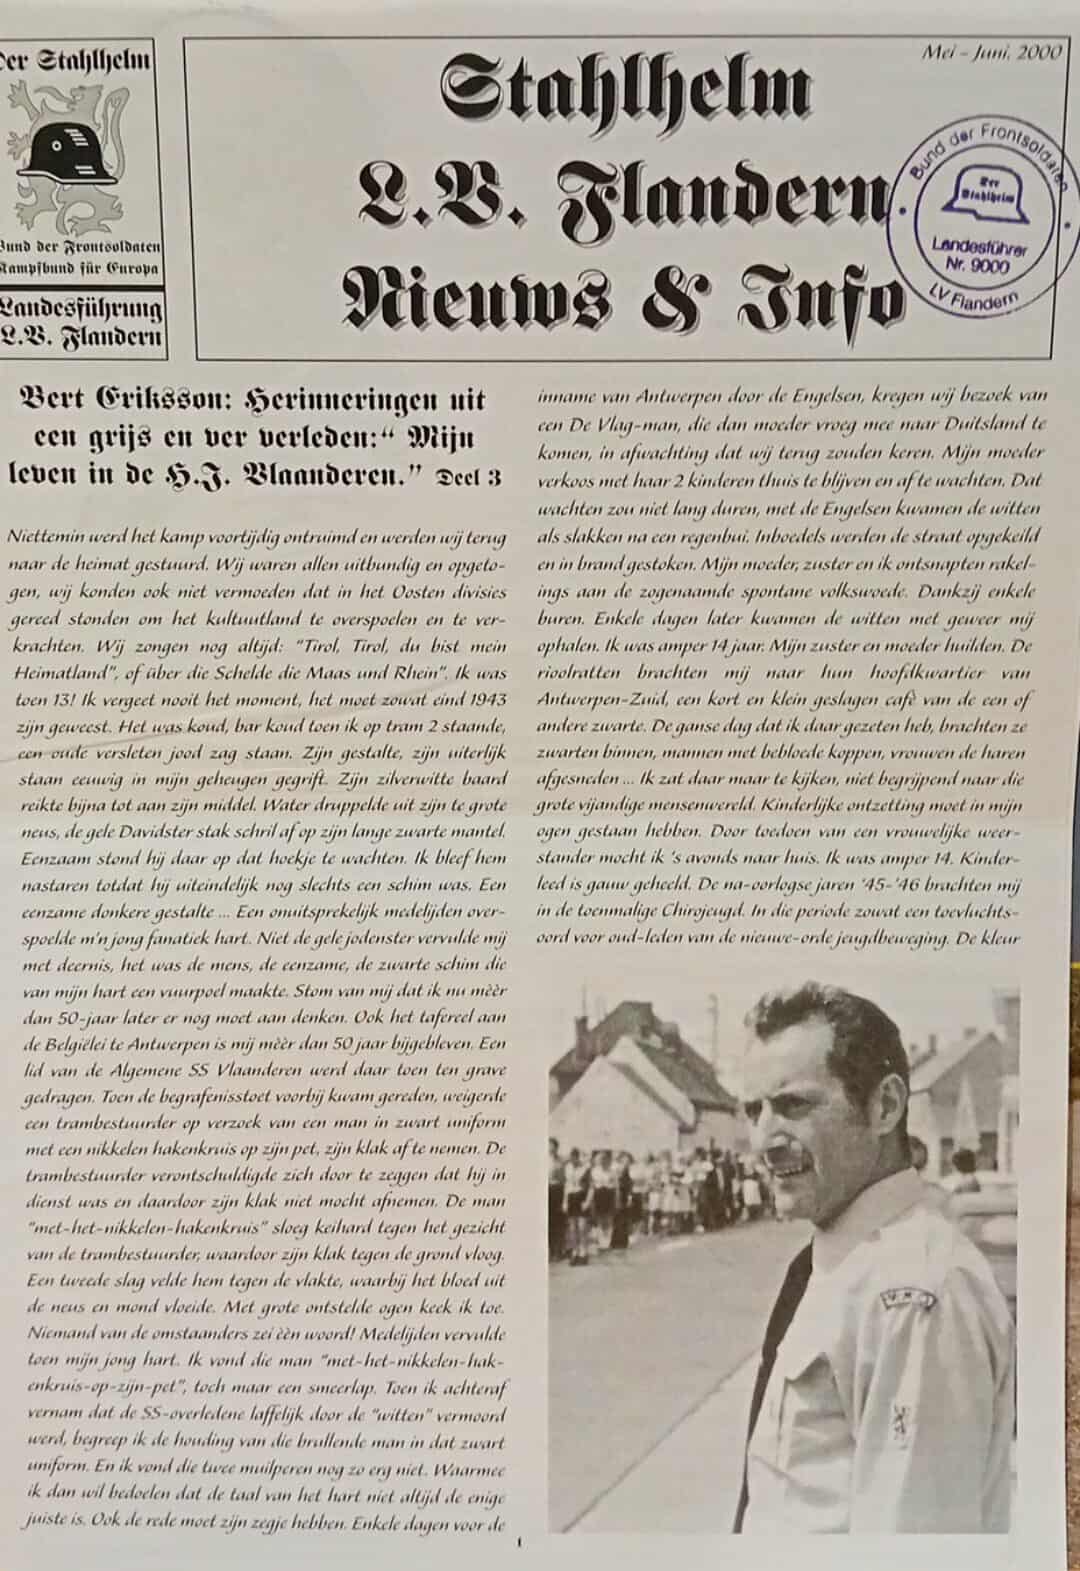 Der Stahlhelm
Bund der Frontsoldaten
Kampfbund für Europa
Landesführung
L.V. Flandern
Mei - Juni, 2000
Stahlhelm
L.V. Flandern
Nieuws & Info
Bund der Frontsoldaten
Der
Stahlhelm
Landesführer
Nr. 9000
LV Flandern
Bert Eriksson: Herinneringen uit
een grijs en ver verleden:“ Mijn
leven in de H.J. Vlaanderen.” Deel 3
Niettemin werd het kamp voortijdig ontruimd en werden wij terug
naar de heimat gestuurd. Wij waren allen uitbundig en opgeto-
gen, wij konden ook niet vermoeden dat in het Oosten divisies
gereed stonden om het kultuutland te overspoelen en te ver-
krachten. Wij zongen nog altijd: "Tirol, Tirol, du bist mein
Heimatland", of über die Schelde die Maas und Rhein". Ik was
toen 13! Ik vergeet nooit het moment, het moet zowat eind 1943
zijn geweest. Het was koud, bar koud toen ik op tram 2 staande,
een oude versleten jood zag staan. Zijn gestalte, zijn uiterlijk
staan eeuwig in mijn geheugen gegrift. Zijn zilverwitte baard
reikte bijna tot aan zijn middel. Water druppelde uit zijn te grote
neus, de gele Davidster stak schril af op zijn lange zwarte mantel.
Eenzaam stond hij daar op dat hoekje te wachten. Ik bleef hem
nastaren totdat hij uiteindelijk nog slechts een schim was. Een
eenzame donkere gestalte ... Een onuitsprekelijk medelijden over-
spoelde m'n jong fanatiek hart. Niet de gele jodenster vervulde mij
met deernis, het was de mens, de eenzame, de zwarte schim die
van mijn hart een vuurpoel maakte. Stom van mij dat ik nu mèèr
dan 50-jaar later er nog moet aan denken. Ook het tafereel aan
de Belgiëlei te Antwerpen is mij mèèr dan 50 jaar bijgebleven. Een
lid van de Algemene SS Vlaanderen werd daar toen ten grave
gedragen. Toen de begrafenisstoet voorbij kwam gereden, weigerde
een trambestuurder op verzoek van een man in zwart uniform
met een nikkelen hakenkruis op zijn pet, zijn klak af te nemen. De
trambestuurder verontschuldigde zich door te zeggen dat hij in
dienst was en daardoor zijn klak niet mocht afnemen. De man
"met-het-nikkelen-hakenkruis" sloeg keihard tegen het gezicht
van de trambestuurder, waardoor zijn klak tegen de grond vloog.
Een tweede slag velde hem tegen de vlakte, waarbij het bloed uit
de neus en mond vloeide. Met grote ontstelde ogen keek ik toe.
Niemand van de omstaanders zei èèn woord! Medelijden vervulde
toen mijn jong hart. Ik vond die man "met-het-nikkelen-hak-
enkruis-op-zijn-pet", toch maar een smeerlap. Toen ik achteraf
vernam dat de SS-overledene laffelijk door de "witten" vermoord
werd, begreep ik de houding van die brullende man in dat zwart
uniform. En ik vond die twee muilperen nog zo erg niet. Waarmee
ik dan wil bedoelen dat de taal van het hart niet altijd de enige
juiste is. Ook de rede moet zijn zegje hebben. Enkele dagen voor de
inname van Antwerpen door de Engelsen, kregen wij bezoek van
een De Vlag-man, die dan moeder vroeg mee naar Duitsland te
komen, in afwachting dat wij terug zouden keren. Mijn moeder
verkoos met haar 2 kinderen thuis te blijven en af te wachten. Dat
wachten zou niet lang duren, met de Engelsen kwamen de witten
als slakken na een regenbui. Inboedels werden de straat opgekeild
en in brand gestoken. Mijn moeder, zuster en ik ontsnapten rakel-
ings aan de zogenaamde spontane volkswoede. Dankzij enkele
buren. Enkele dagen later kwamen de witten met geweer mij
ophalen. Ik was amper 14 jaar. Mijn zuster en moeder huilden. De
rioolratten brachten mij naar hun hoofdkwartier van
Antwerpen-Zuid, een kort en klein geslagen cafè van de een of
andere zwarte. De ganse dag dat ik daar gezeten heb, brachten ze
zwarten binnen, mannen met bebloede koppen, vrouwen de haren
afgesneden ... Ik zat daar maar te kijken, niet begrijpend naar die
grote vijandige mensenwereld. Kinderlijke ontzetting moet in mijn
ogen gestaan hebben. Door toedoen van een vrouwelijke weer-
stander mocht ik 's avonds naar huis. Ik was amper 14. Kinder-
leed is gauw geheeld. De na-oorlogse jaren '45-'46 brachten mij
in de toenmalige Chirojeugd. In die periode zowat een toevluchts-
oord voor oud-leden van de nieuwe-orde jeugdbeweging. De kleur
1